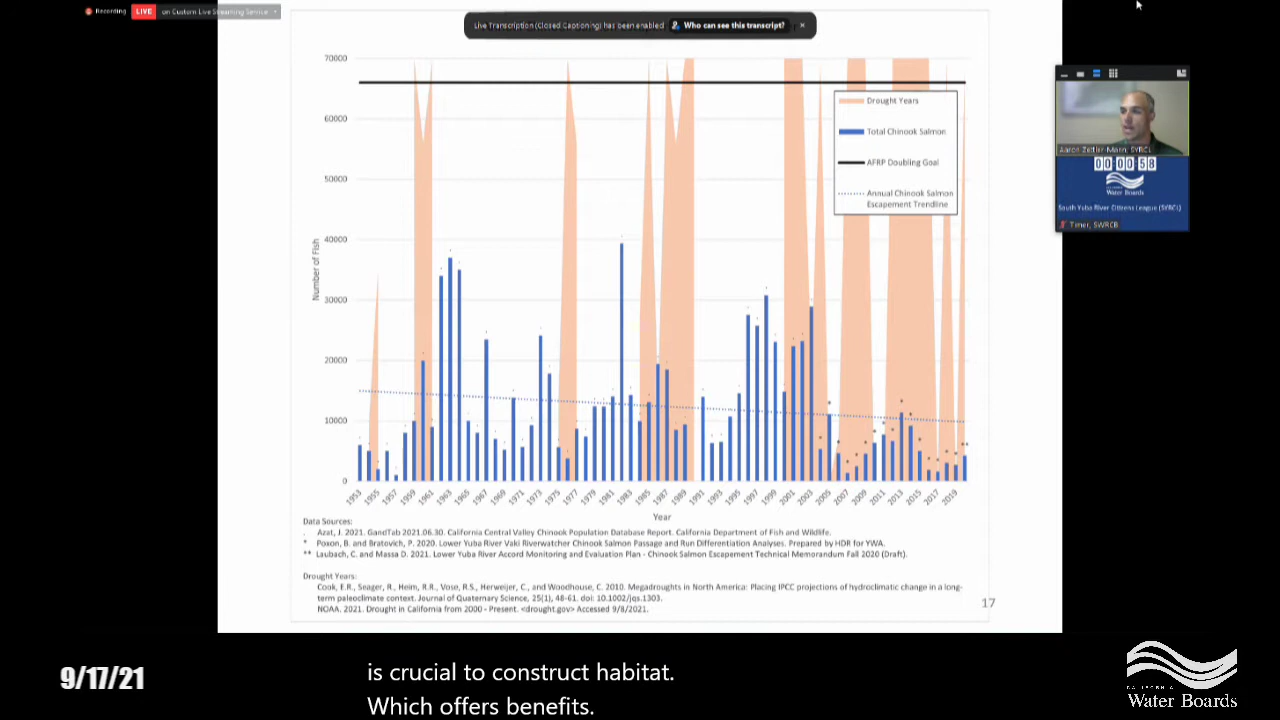 Recording
LIVE
on Custom Live Streaming Service
Live Transcription (Closed Captioning) has been enabled
Who can see this transcript?
70000
60000
50000
40000
30000
20000
10000
0
Number of Fish
Drought Years
Total Chinook Salmon
AFRP Doubling Goal
Annual Chinook Salmon
Escapement Trendline
1953
1955
1957
1959
1961
1963
1965
1967
1969
1971
1973
1975
1977
1979
1981
1983
1985
1987
1989
1991
1993
1995
1997
1999
2001
2003
2005
2007
2009
2011
2013
2015
2017
2019
Year
Data Sources:
. Azat, J. 2021. GandTab 2021.06.30. California Central Valley Chinook Population Database Report. California Department of Fish and Wildlife.
* Poxon, B. and Bratovich, P. 2020. Lower Yuba River Vaki Riverwatcher Chinook Salmon Passage and Run Differentiation Analyses. Prepared by HDR for YWA.
** Laubach, C. and Massa D. 2021. Lower Yuba River Accord Monitoring and Evaluation Plan - Chinook Salmon Escapement Technical Memorandum Fall 2020 (Draft).
Drought Years:
Cook, E.R., Seager, R., Heim, R.R., Vose, R.S., Herweijer, C., and Woodhouse, C. 2010. Megadroughts in North America: Placing IPCC projections of hydroclimatic change in a long-
term paleoclimate context. Journal of Quaternary Science, 25(1), 48-61. doi: 10.1002/jqs.1303.
NOAA. 2021. Drought in California from 2000 - Present. <drought.gov> Accessed 9/8/2021.
17
Aaron Zettler-Mann, SYRCL
00:00:58
Water Boards
South Yuba River Citizens League (SYRCL)
Timer, SWRCB
9/17/21
is crucial to construct habitat.
Which offers benefits.
CALIFORNIA
Water Boards